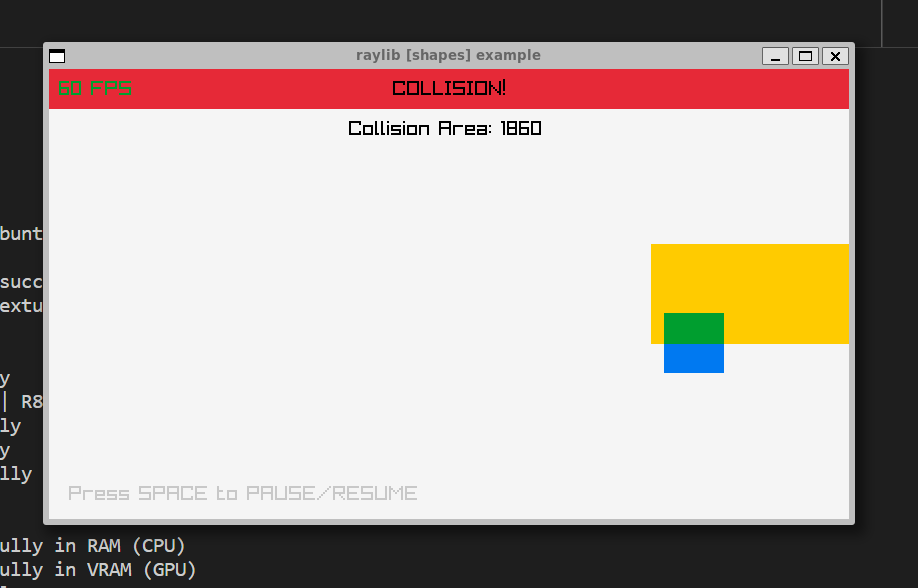 raylib [shapes] example
60 FPS
COLLISION!
Collision Area: 1860
bunt
succ
extu
y
| R8
ly
y
lly
Press SPACE to PAUSE/RESUME
ully in RAM (CPU)
ully in VRAM (GPU)